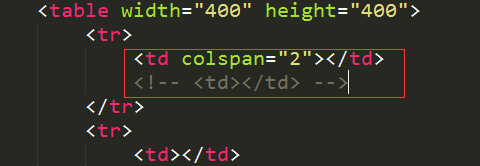 <table width="400" height="400">
<tr>
<td colspan="2"></td>
<!-- <td></td> -->
</tr>
<tr>
<td></td>